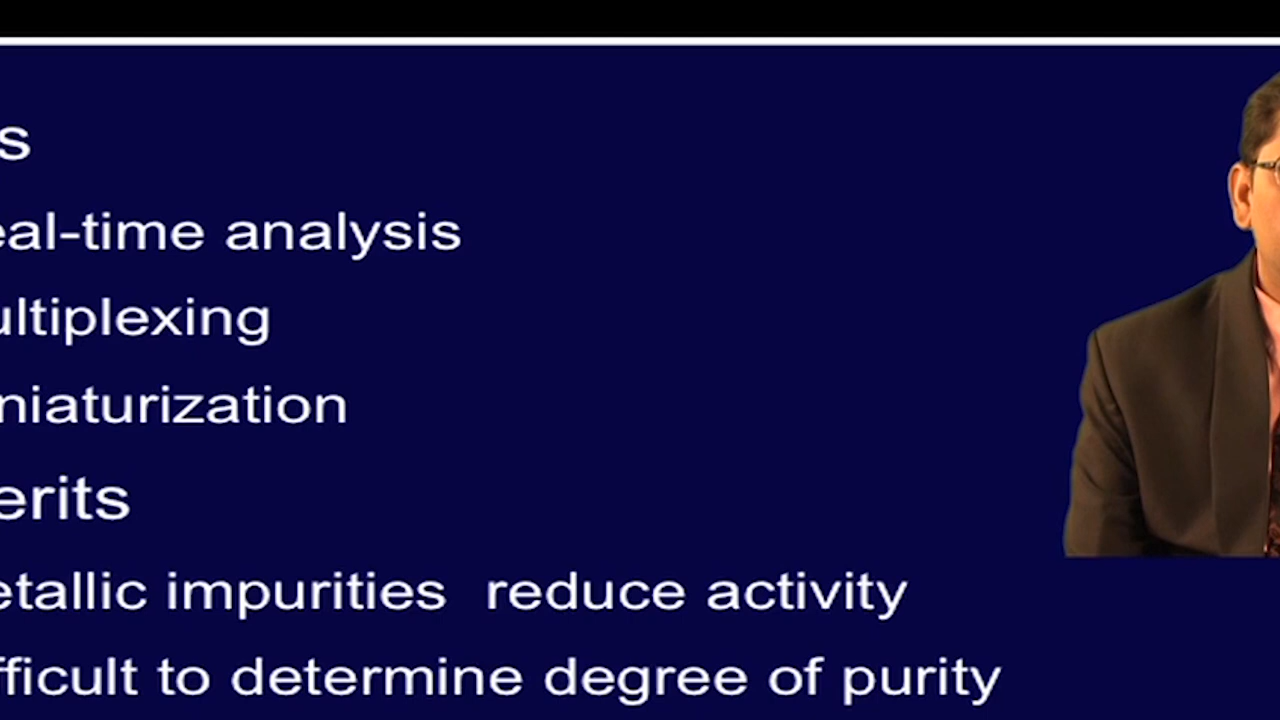 s
eal-time analysis
ultiplexing
niaturization
erits
etallic impurities reduce activity
fficult to determine degree of purity